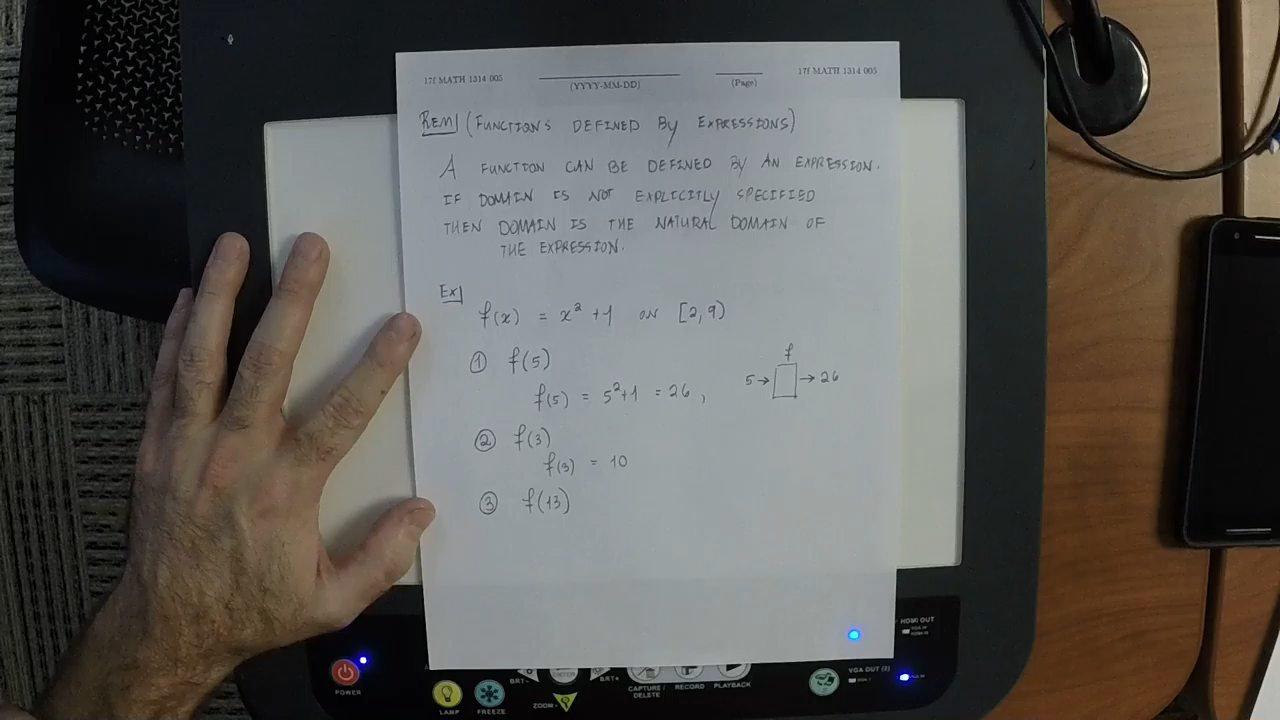 17f MATH 1314 005
(YYYY-MM-DD)
(Page)
17f MATH 1314 005
REM (FUNCTIONS DEFINED BY EXPRESSIONS)
A FUNCTION CAN BE DEFINED BY AN EXPRESSION.
IF DOMAIN IS NOT EXPLICITLY SPECIFIED
THEN DOMAIN IS THE NATURAL DOMAIN OF
THE EXPRESSION.
Ex
f(x) = x² + 1 ON [2,9)
① f(5)
f
f(5) = 5²+1 = 26,
5 → → 26
② f(3)
f(3) = 10
③ f(13)
POWER
LAMP
FREEZE
BRT-
BRT+
ZOOM-
CAPTURE / DELETE
RECORD
PLAYBACK
HDMI OUT
VGA OUT (2)